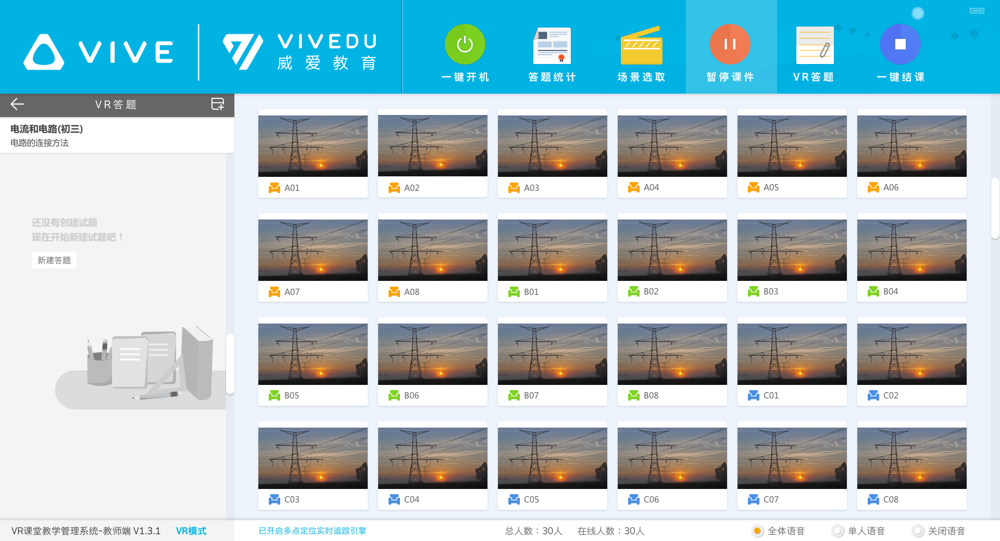 VIVE
VIVEDU
威爱教育
一键开机
答题统计
场景选取
暂停课件
VR答题
一键结课
VR答题
电流和电路(初三)
电路的连接方法
还没有创建试题
现在开始新建试题吧！
新建答题
A01
A02
A03
A04
A05
A06
A07
A08
B01
B02
B03
B04
B05
B06
B07
B08
C01
C02
C03
C04
C05
C06
C07
C08
VR课堂教学管理系统-教师端 V1.3.1
VR模式
已开启多点定位实时追踪引擎
总人数：30人
在线人数：30人
全体语音
单人语音
关闭语音